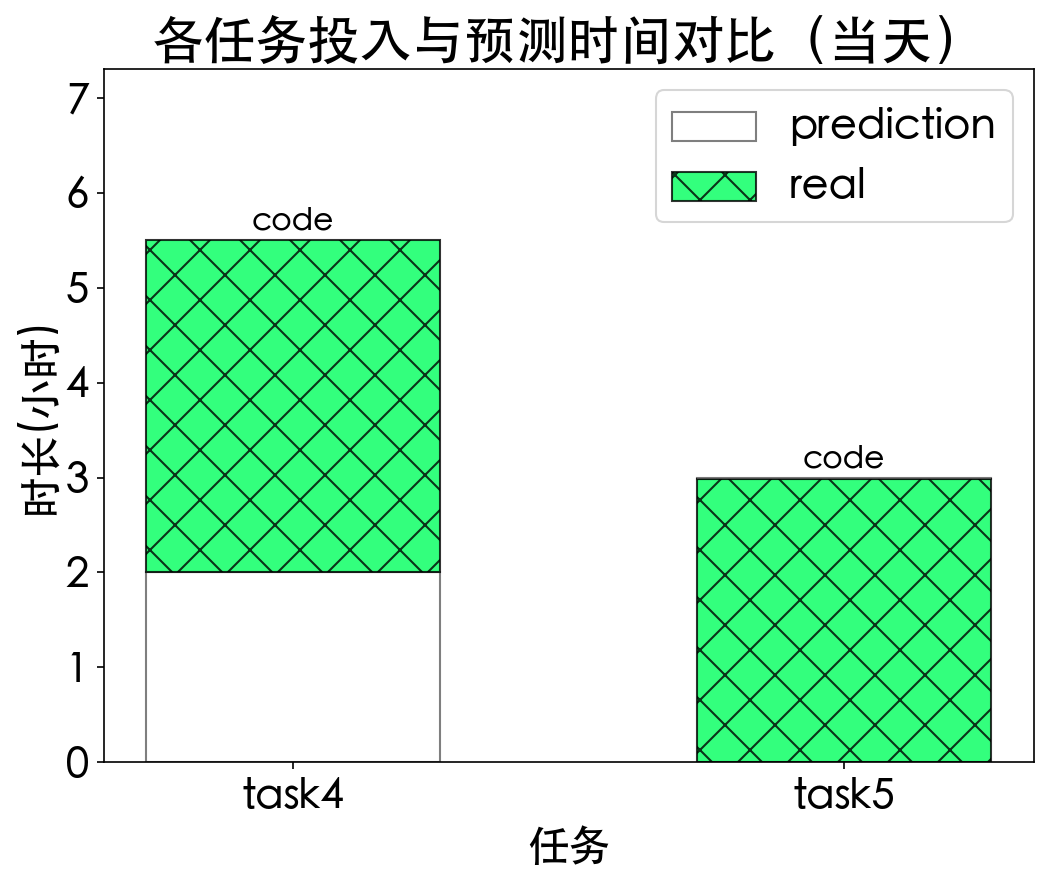 各任务投入与预测时间对比（当天）
prediction
real
时长(小时)
7
6
5
4
3
2
1
0
code
code
task4
task5
任务